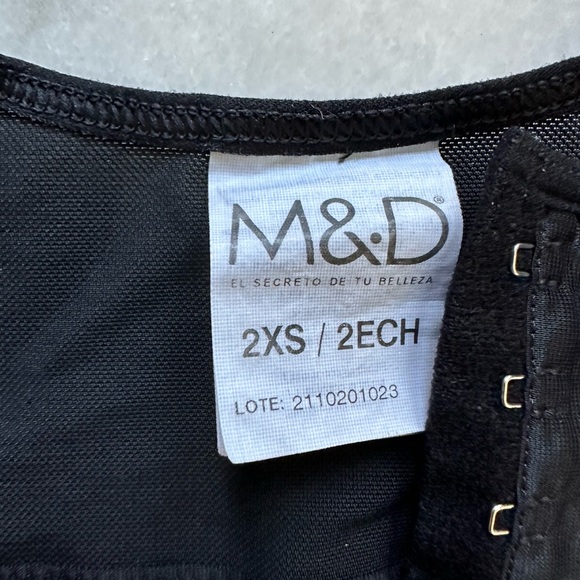 M&D®
EL SECRETO DE TU BELLEZA
2XS / 2ECH
LOTE: 2110201023